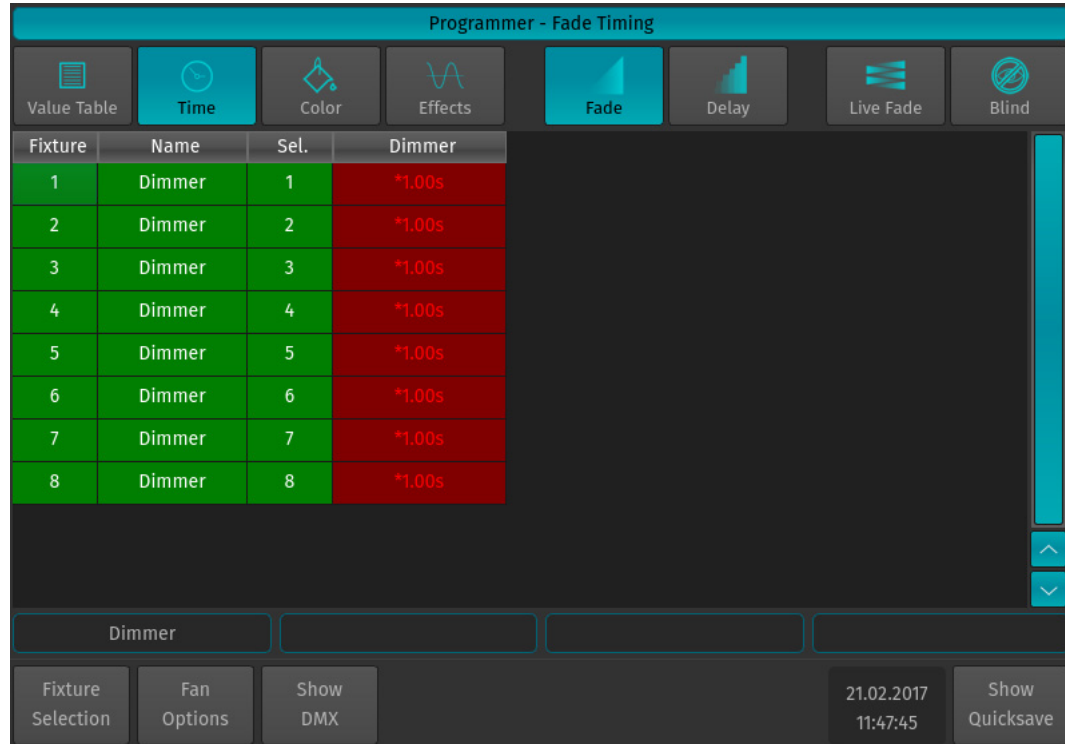 Programmer - Fade Timing
Value Table Time Color Effects Fade Delay Live Fade Blind
Fixture Name Sel. Dimmer
1 Dimmer 1 *1.00s
2 Dimmer 2 *1.00s
3 Dimmer 3 *1.00s
4 Dimmer 4 *1.00s
5 Dimmer 5 *1.00s
6 Dimmer 6 *1.00s
7 Dimmer 7 *1.00s
8 Dimmer 8 *1.00s
Dimmer
Fixture Fan Show 21.02.2017 Show
Selection Options DMX 11:47:45 Quicksave